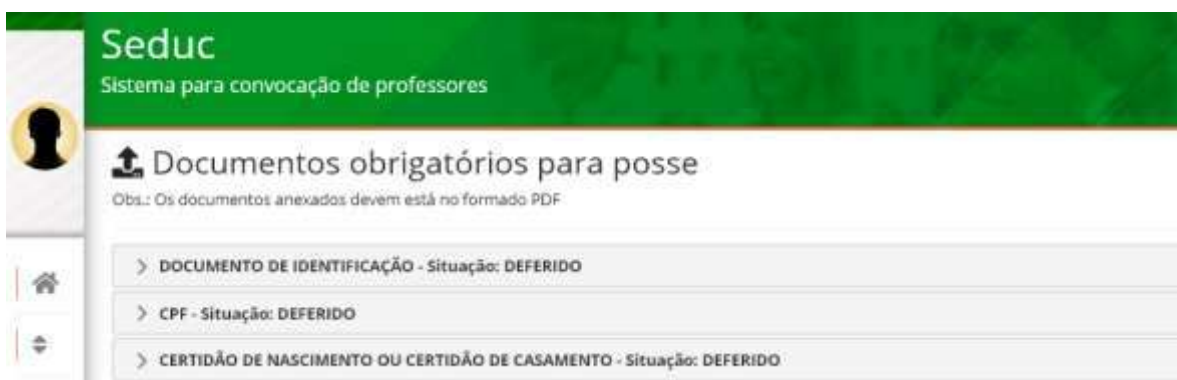 Seduc
Sistema para convocação de professores
Documentos obrigatórios para posse
Obs.: Os documentos anexados devem está no formado PDF
DOCUMENTO DE IDENTIFICAÇÃO - Situação: DEFERIDO
CPF - Situação: DEFERIDO
CERTIDÃO DE NASCIMENTO OU CERTIDÃO DE CASAMENTO - Situação: DEFERIDO